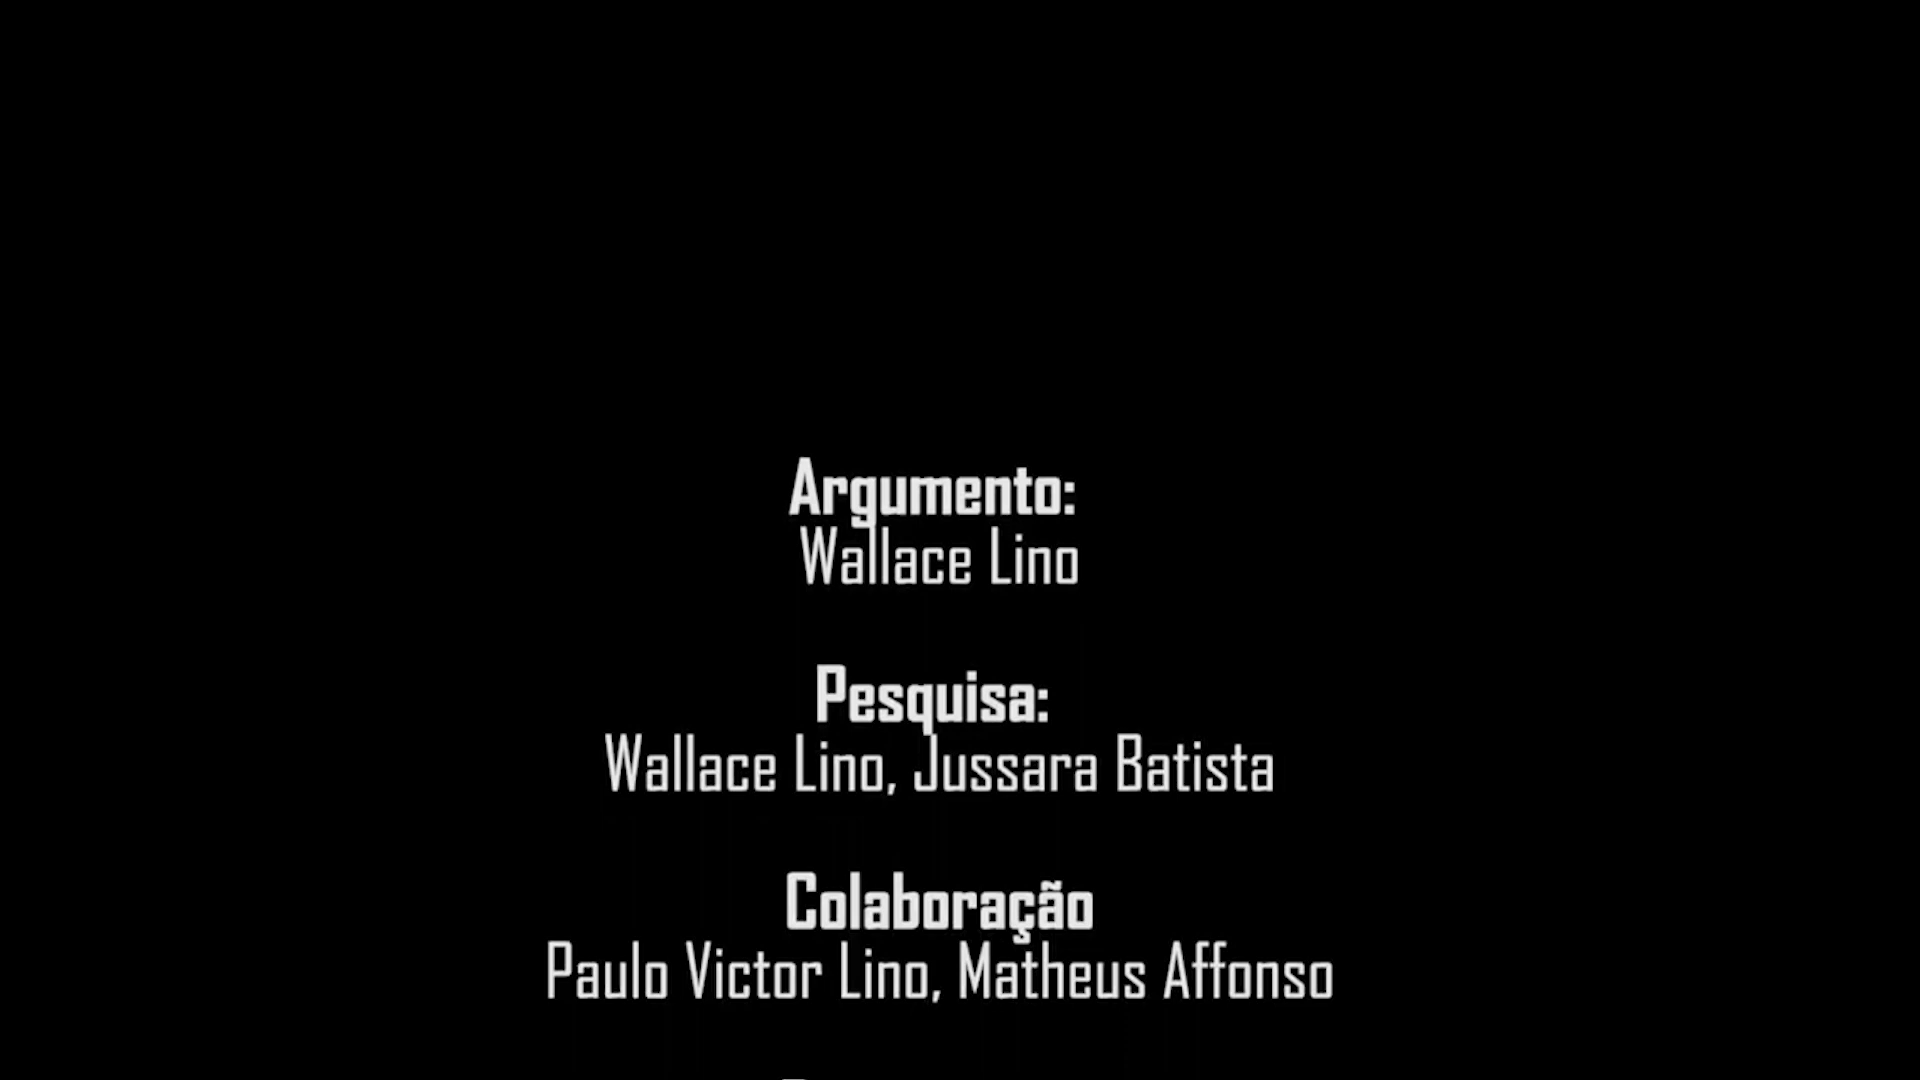 Argumento:
Wallace Lino
Pesquisa:
Wallace Lino, Jussara Batista
Colaboração
Paulo Victor Lino, Matheus Affonso